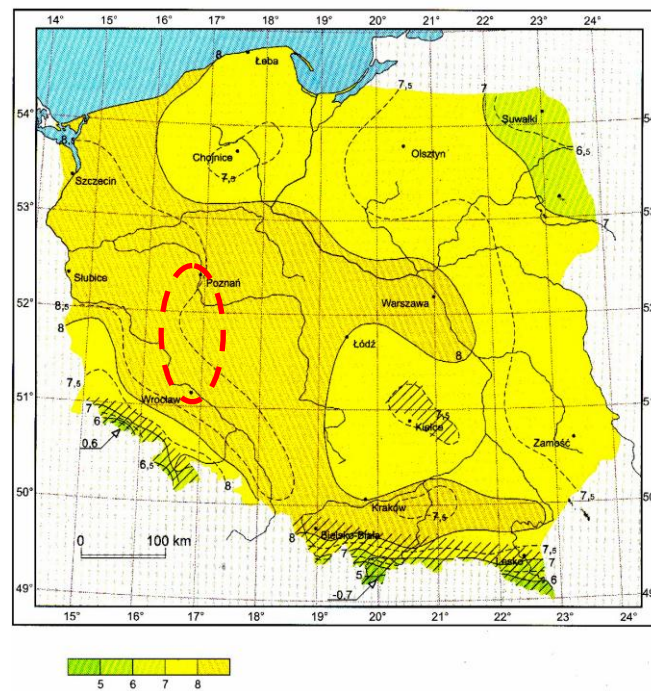 14° 15° 16° 17° 18° 19° 20° 21° 22° 23° 24°
8
Łeba
7,5
7
54°
8,5
Suwałki
6,5
Chojnice
7,5
Olsztyn
Szczecin
53°
7
Słubice
Poznań
52°
Warszawa
8,5
8
Łódź
8
51°
7,5
Wrocław
7,5
Kielce
7
0.6
Zamość
6,5
50°
8
7,5
Kraków
7,5
0 100 km
8
Bielsko-Biała
7
7,5
Lesko
7
6
5
49°
-0.7
14° 15° 16° 17° 18° 19° 20° 21° 22° 23° 24°
5 6 7 8